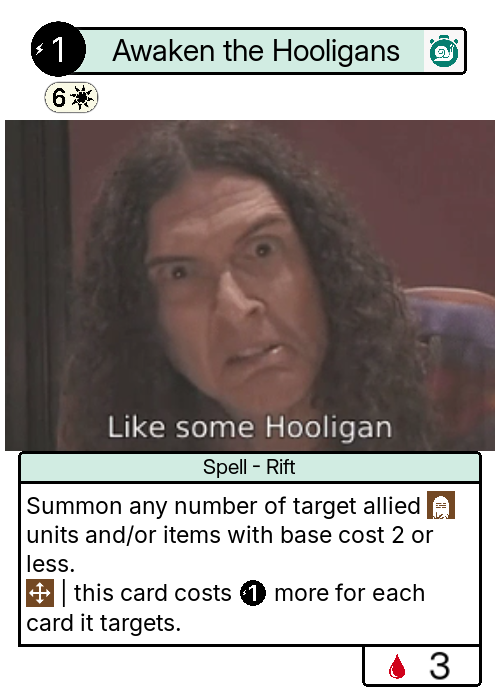 1 Awaken the Hooligans
6
Like some Hooligan
Spell - Rift
Summon any number of target allied
units and/or items with base cost 2 or
less.
| this card costs 1 more for each
card it targets.
3